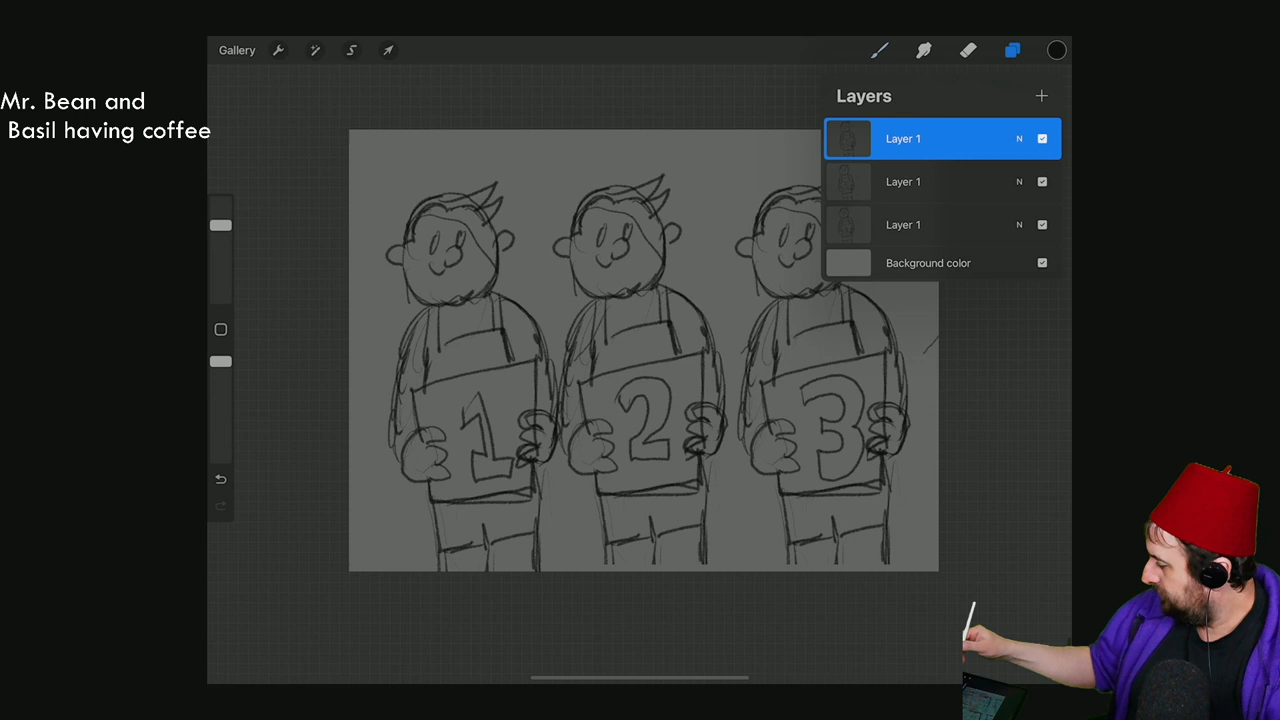 Gallery
Layers
Mr. Bean and
Basil having coffee
Layer 1 N
Layer 1 N
Layer 1 N
Background color
1 2 3